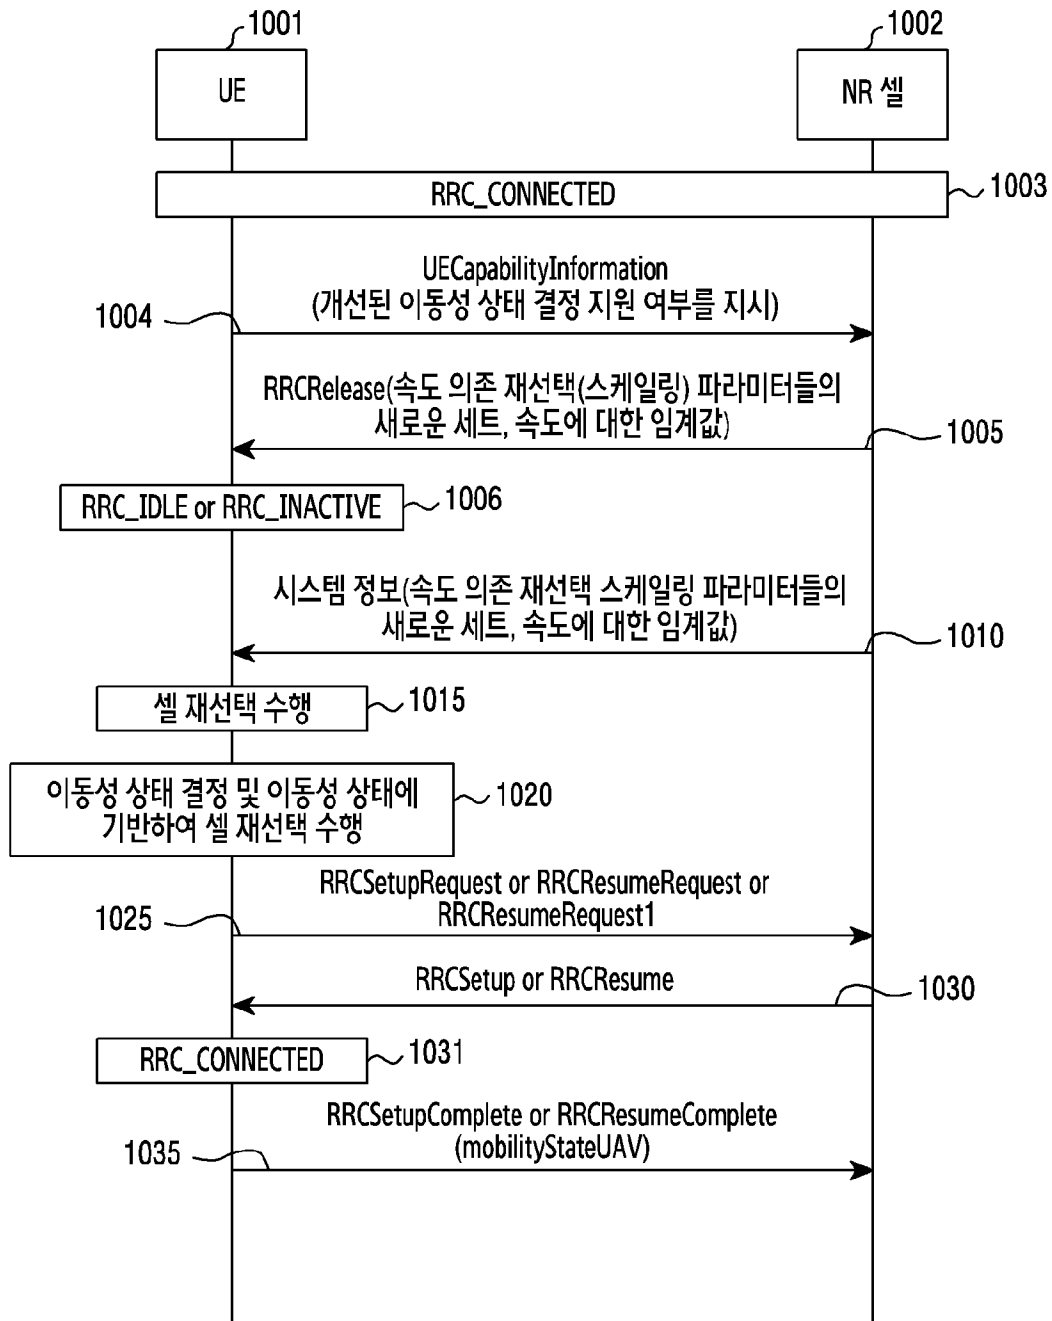 1001
1002
UE
NR 셀
RRC_CONNECTED
1003
UECapabilityInformation
(개선된 이동성 상태 결정 지원 여부를 지시)
1004
RRCRelease(속도 의존 재선택(스케일링) 파라미터들의
새로운 세트, 속도에 대한 임계값)
1005
RRC_IDLE or RRC_INACTIVE
1006
시스템 정보(속도 의존 재선택 스케일링 파라미터들의
새로운 세트, 속도에 대한 임계값)
1010
셀 재선택 수행
1015
이동성 상태 결정 및 이동성 상태에
기반하여 셀 재선택 수행
1020
RRCSetupRequest or RRCResumeRequest or
RRCResumeRequest1
1025
RRCSetup or RRCResume
1030
RRC_CONNECTED
1031
RRCSetupComplete or RRCResumeComplete
(mobilityStateUAV)
1035